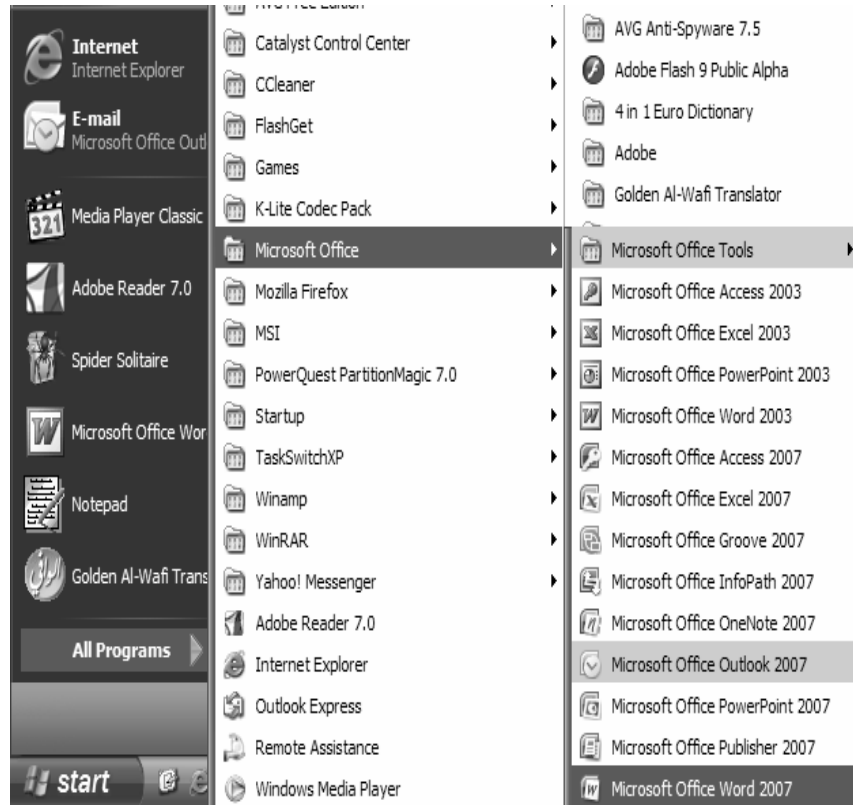 Internet
Internet Explorer
E-mail
Microsoft Office Outl
Media Player Classic
Adobe Reader 7.0
Spider Solitaire
Microsoft Office Wor
Notepad
Golden Al-Wafi Trans
All Programs
start
AVG Free Edition
Catalyst Control Center
CCleaner
FlashGet
Games
K-Lite Codec Pack
Microsoft Office
Mozilla Firefox
MSI
PowerQuest PartitionMagic 7.0
Startup
TaskSwitchXP
Winamp
WinRAR
Yahoo! Messenger
Adobe Reader 7.0
Internet Explorer
Outlook Express
Remote Assistance
Windows Media Player
AVG Anti-Spyware 7.5
Adobe Flash 9 Public Alpha
4 in 1 Euro Dictionary
Adobe
Golden Al-Wafi Translator
Microsoft Office Tools
Microsoft Office Access 2003
Microsoft Office Excel 2003
Microsoft Office PowerPoint 2003
Microsoft Office Word 2003
Microsoft Office Access 2007
Microsoft Office Excel 2007
Microsoft Office Groove 2007
Microsoft Office InfoPath 2007
Microsoft Office OneNote 2007
Microsoft Office Outlook 2007
Microsoft Office PowerPoint 2007
Microsoft Office Publisher 2007
Microsoft Office Word 2007